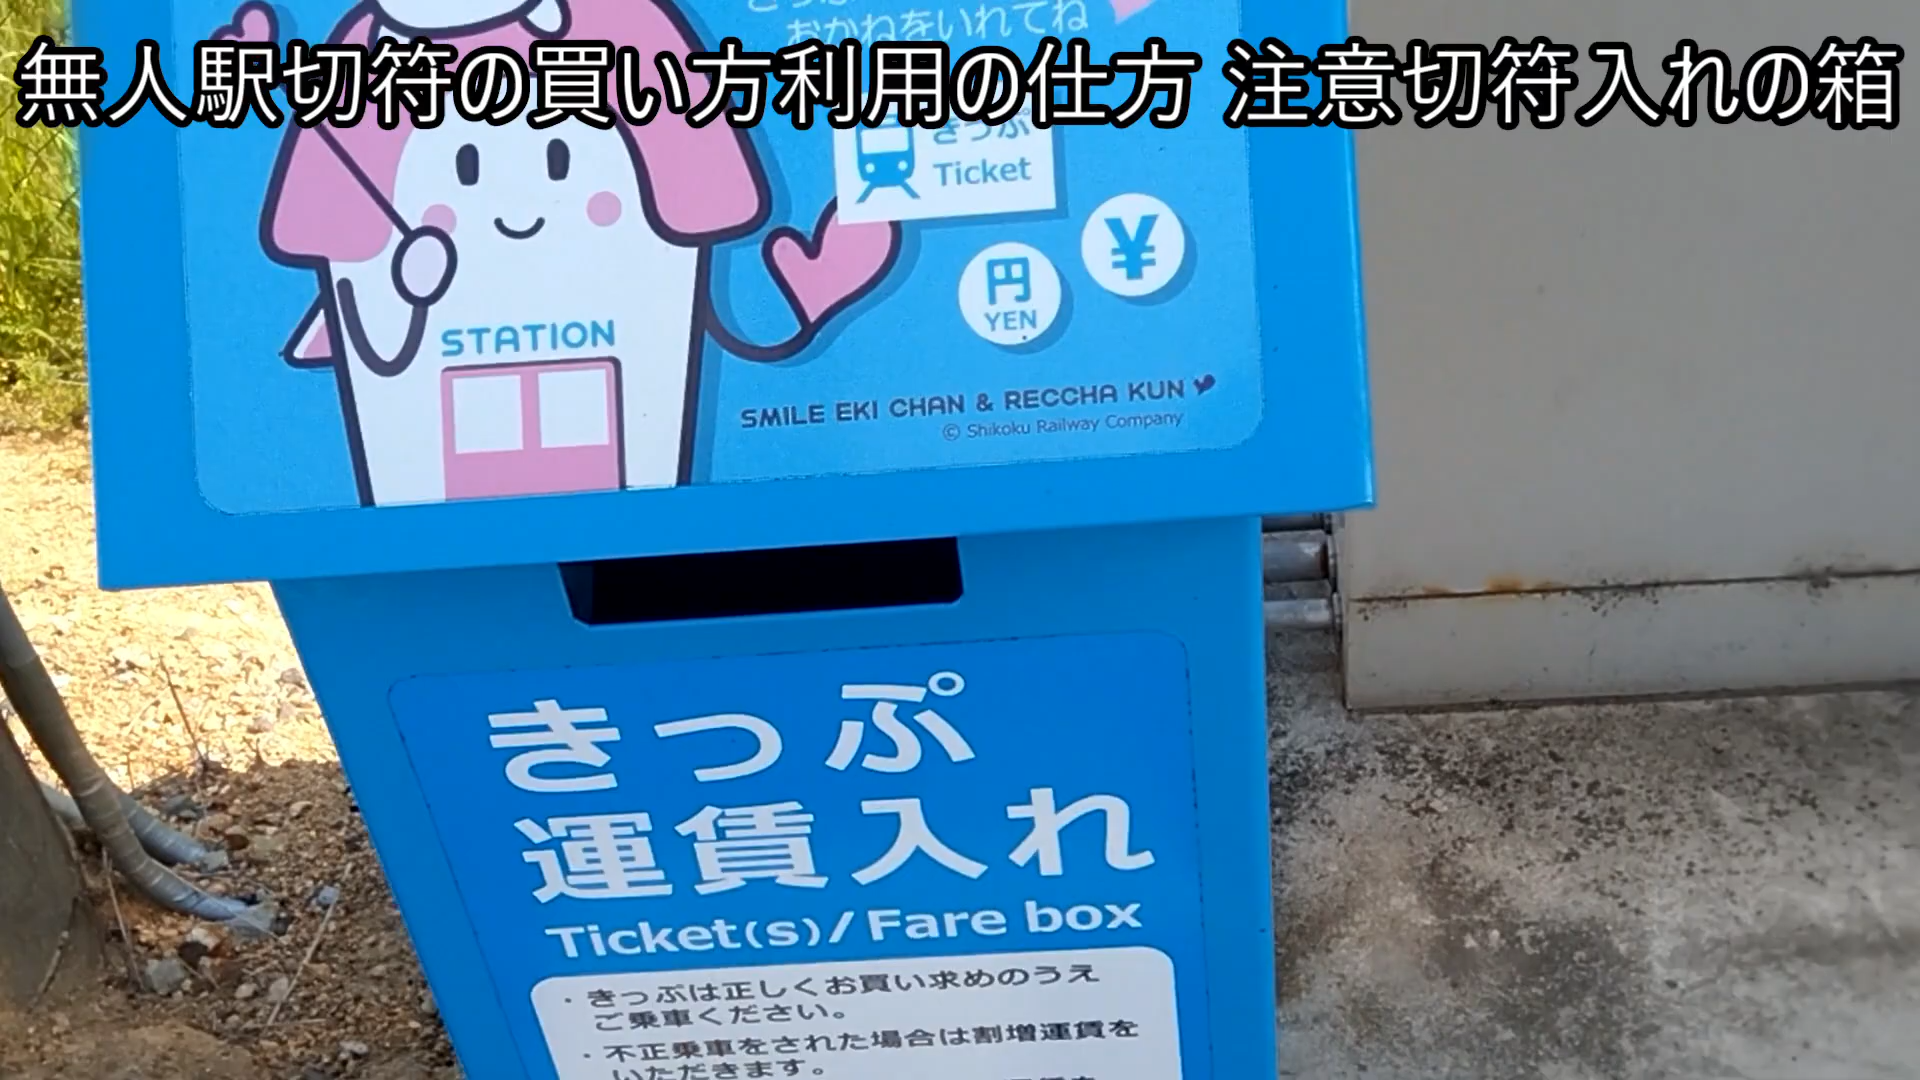 おかねをいれてね
無人駅切符の買い方利用の仕方 注意切符入れの箱
きっぷ
Ticket
¥
円
YEN
STATION
SMILE EKI CHAN & RECCHA KUN
© Shikoku Railway Company
きっぷ
運賃入れ
Ticket(s)/Fare box
・きっぷは正しくお買い求めのうえ
ご乗車ください。
・不正乗車をされた場合は割増運賃を
いただきます。